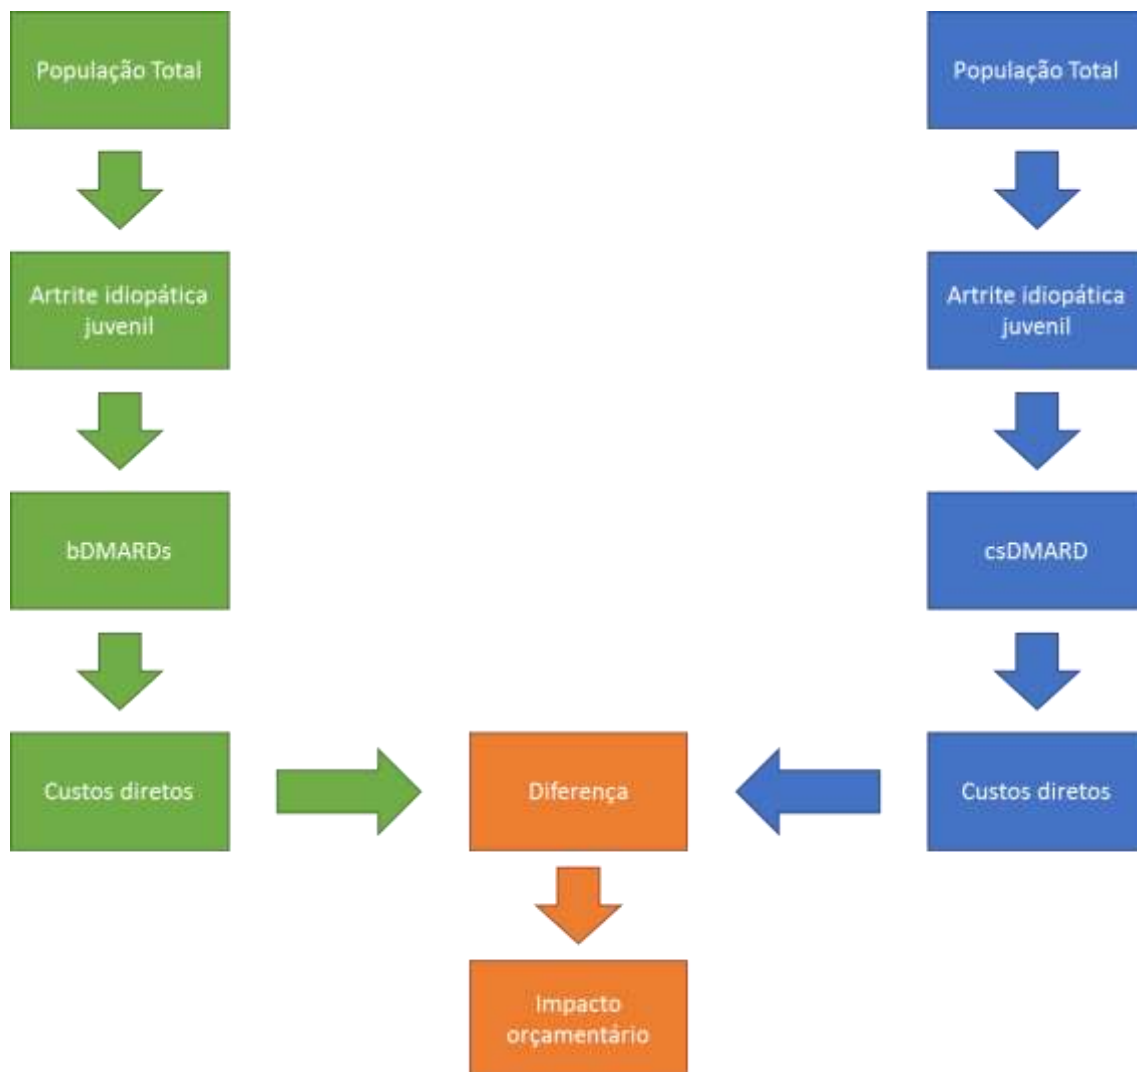 População Total
População Total
Artrite idiopática
juvenil
Artrite idiopática
juvenil
bDMARDs
csDMARD
Custos diretos
Diferença
Custos diretos
Impacto
orçamentário